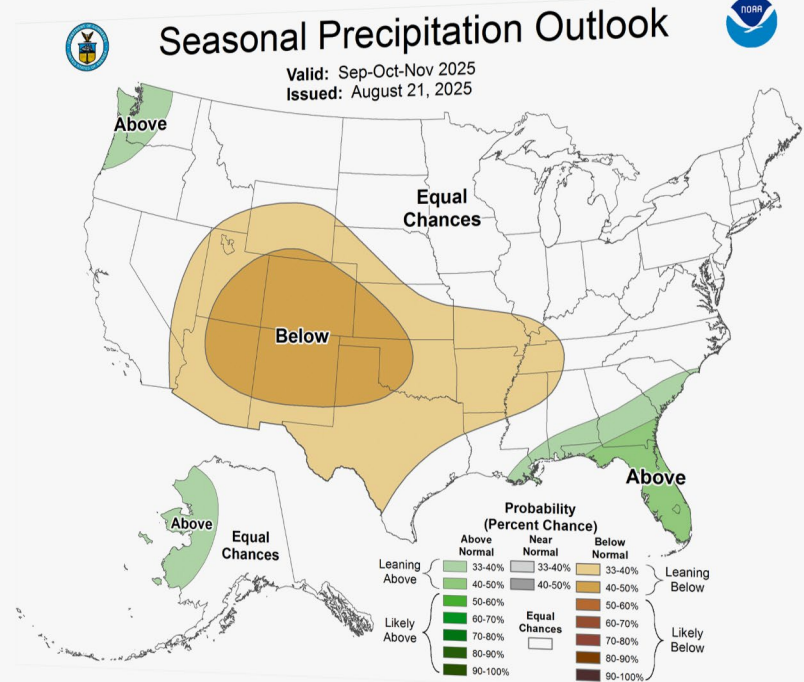 Seasonal Precipitation Outlook
Valid: Sep-Oct-Nov 2025
Issued: August 21, 2025
NOAA
Above
Equal
Chances
Below
Above
Above
Equal
Chances
Probability
(Percent Chance)
Above
Normal
Near
Normal
Below
Normal
Leaning
Above
33-40%
40-50%
33-40%
40-50%
33-40%
40-50%
Leaning
Below
Likely
Above
50-60%
60-70%
70-80%
80-90%
90-100%
Equal
Chances
50-60%
60-70%
70-80%
80-90%
90-100%
Likely
Below